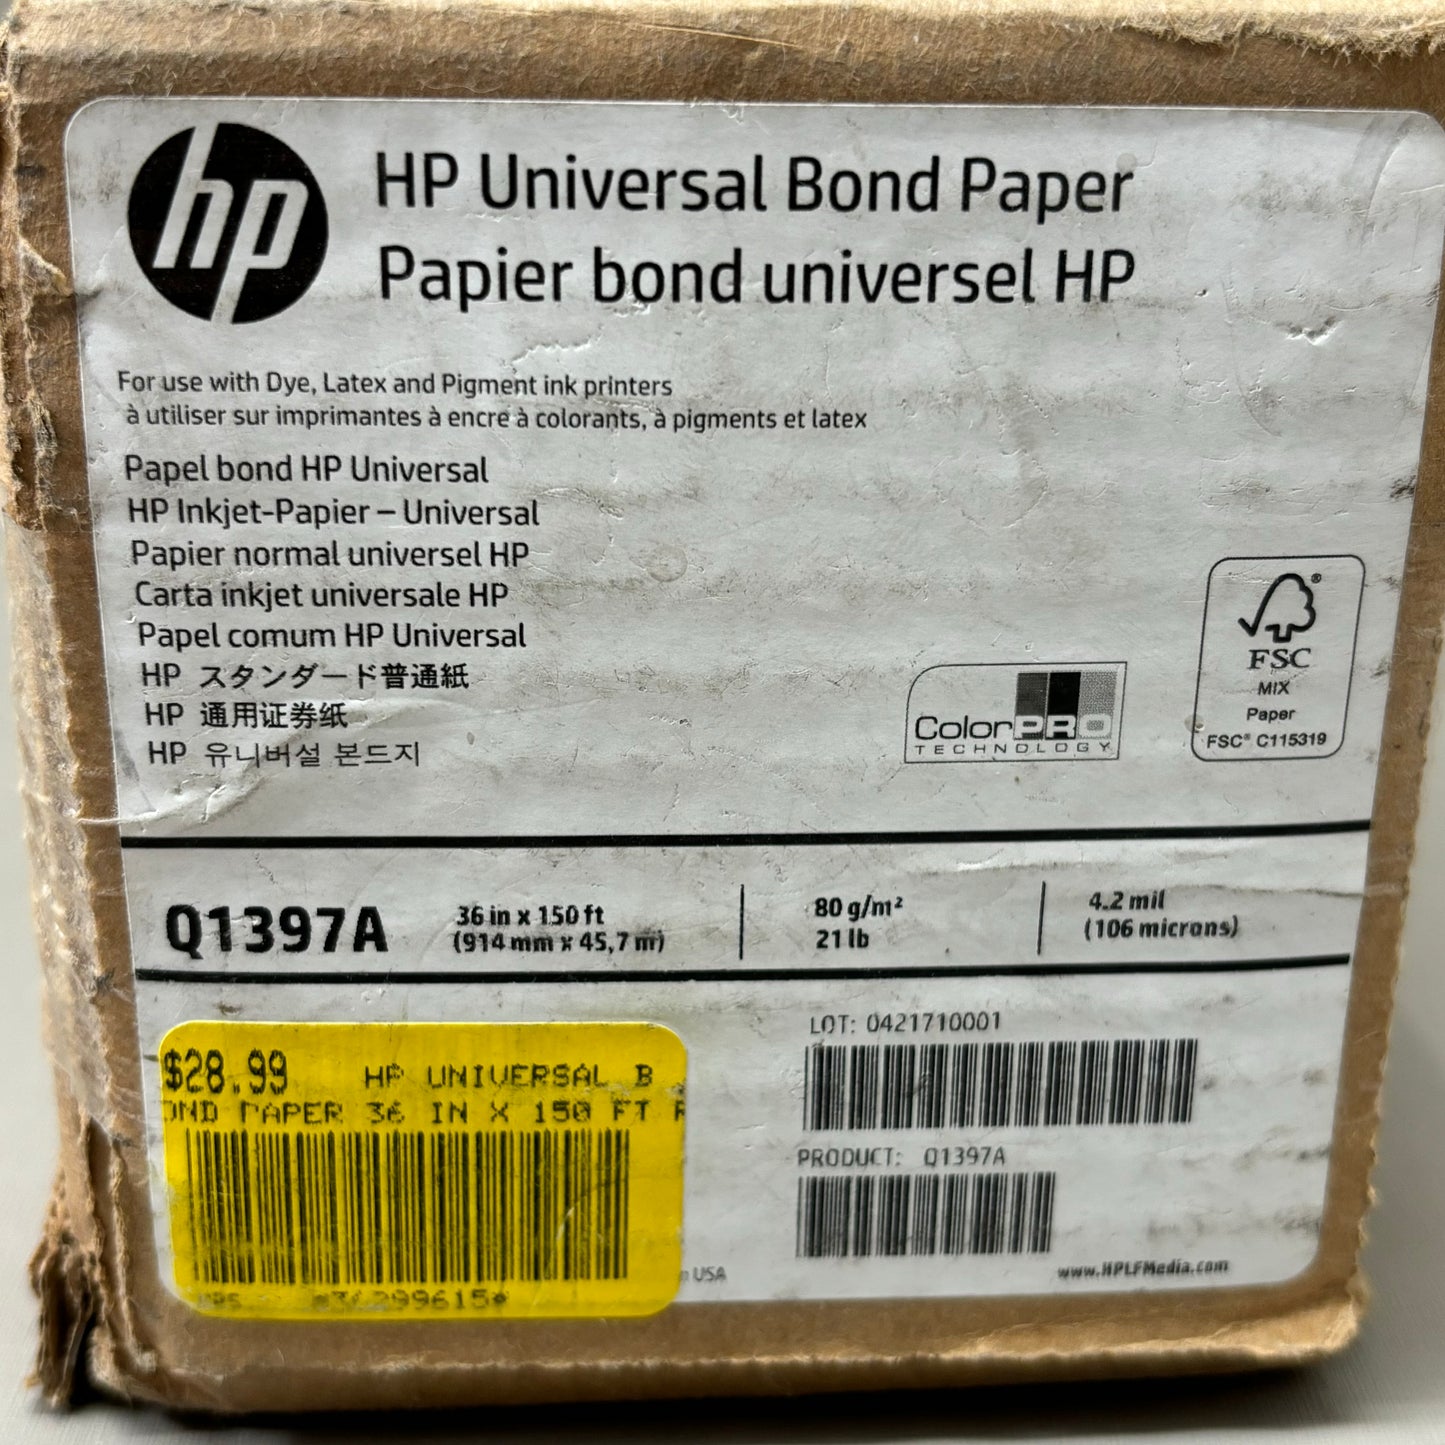 hp
HP Universal Bond Paper
Papier bond universel HP
For use with Dye, Latex and Pigment ink printers
à utiliser sur imprimantes à encre à colorants, à pigments et latex
Papel bond HP Universal
HP Inkjet-Papier – Universal
Papier normal universel HP
Carta inkjet universale HP
Papel comum HP Universal
HP スタンダード普通紙
HP 通用证券纸
HP 유니버설 본드지
ColorPRO
TECHNOLOGY
FSC®
MIX
Paper
FSC® C115319
Q1397A
36 in x 150 ft
(914 mm x 45,7 m)
80 g/m²
21 lb
4.2 mil
(106 microns)
$28.99 HP UNIVERSAL B
OND PAPER 36 IN X 150 FT R
LOT: 0421710001
PRODUCT: Q1397A
USA
www.HPLFMedia.com